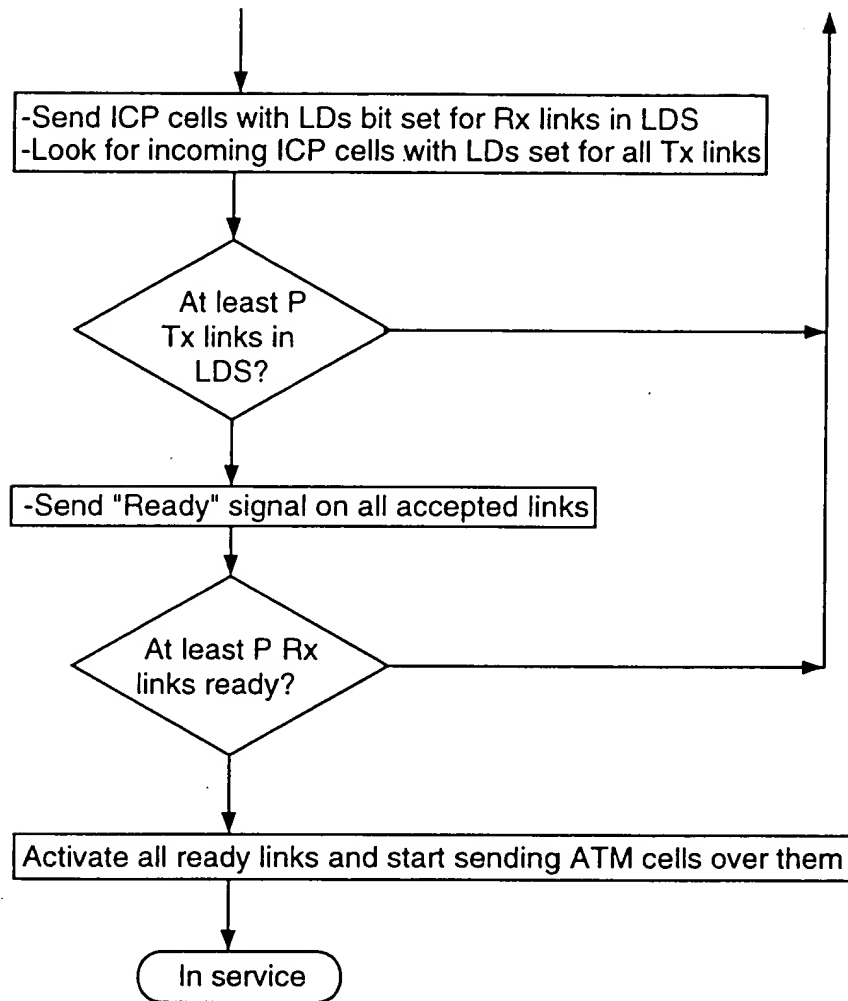 -Send ICP cells with LDs bit set for Rx links in LDS
-Look for incoming ICP cells with LDs set for all Tx links
At least P
Tx links in
LDS?
-Send "Ready" signal on all accepted links
At least P Rx
links ready?
Activate all ready links and start sending ATM cells over them
In service